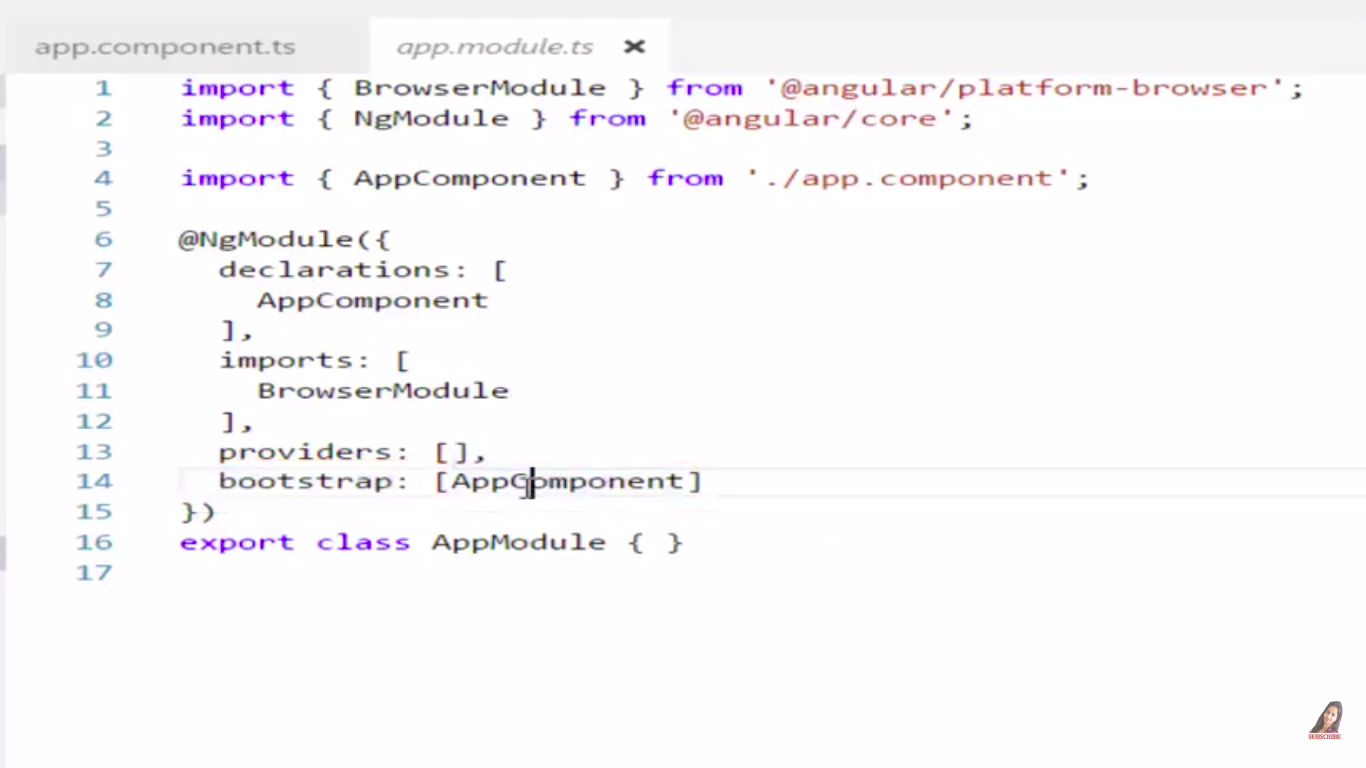 app.component.ts app.module.ts ×
1 import { BrowserModule } from '@angular/platform-browser';
2 import { NgModule } from '@angular/core';
3
4 import { AppComponent } from './app.component';
5
6 @NgModule({
7 declarations: [
8 AppComponent
9 ],
10 imports: [
11 BrowserModule
12 ],
13 providers: [],
14 bootstrap: [AppComponent]
15 })
16 export class AppModule { }
17
SUBSCRIBE